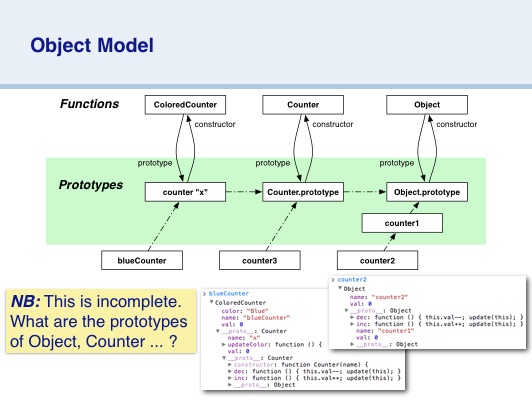 Object Model
Functions
ColoredCounter
Counter
Object
constructor
constructor
constructor
prototype
prototype
prototype
Prototypes
counter "x"
Counter.prototype
Object.prototype
counter1
blueCounter
counter3
counter2
NB: This is incomplete.
What are the prototypes
of Object, Counter ... ?
> blueCounter
▼ ColoredCounter
color: "Blue"
name: "blueCounter"
val: 0
▼ __proto__: Counter
name: "x"
▶ updateColor: function () {
val: 0
▼ __proto__: Counter
▶ constructor: function Counter(name) {
▶ dec: function () { this.val--; update(this); }
▶ inc: function () { this.val++; update(this); }
▶ __proto__: Object
> counter2
▼ Object
name: "counter2"
val: 0
▼ __proto__: Object
▶ dec: function () { this.val--; update(this); }
▶ inc: function () { this.val++; update(this); }
name: "counter1"
val: 0
▶ __proto__: Object